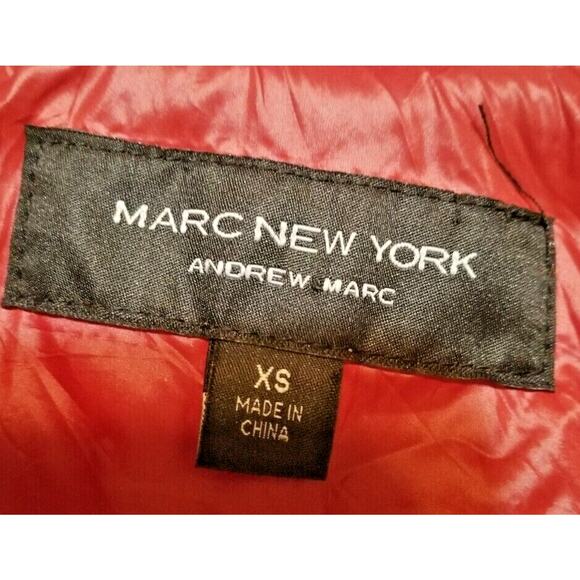 MARC NEW YORK
ANDREW MARC
XS
MADE IN
CHINA